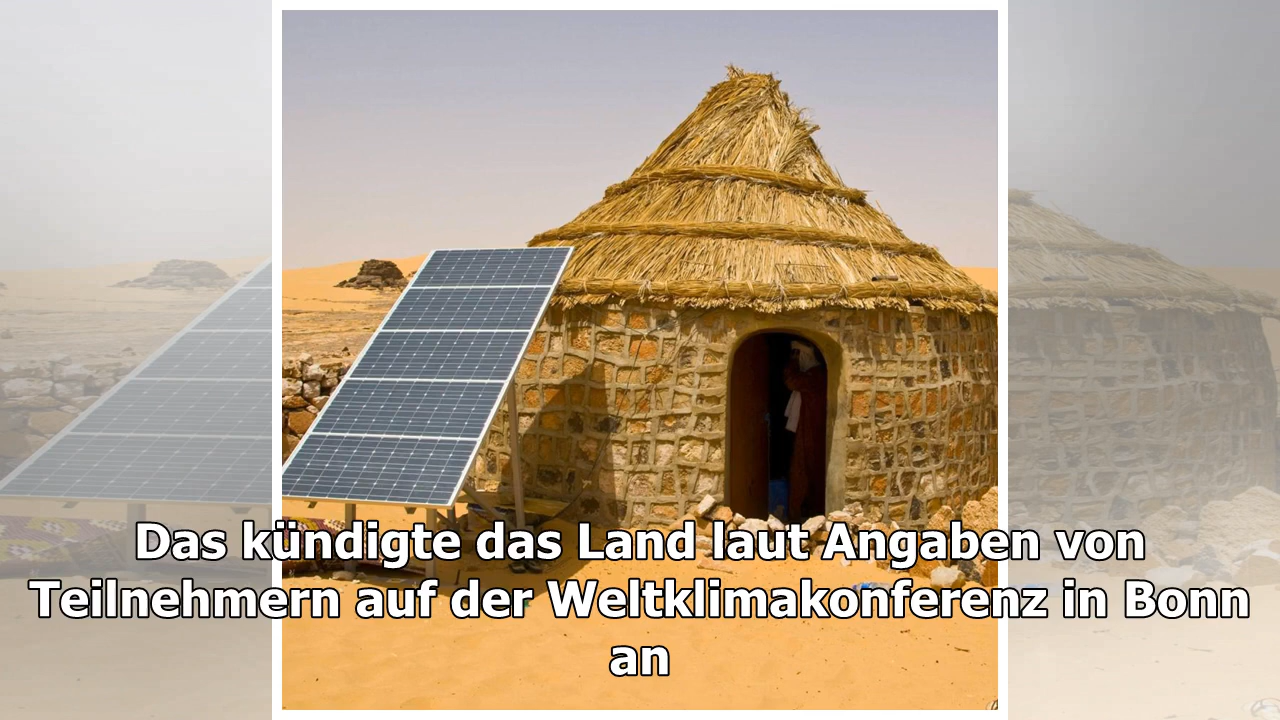 Das kündigte das Land laut Angaben von
Teilnehmern auf der Weltklimakonferenz in Bonn
an